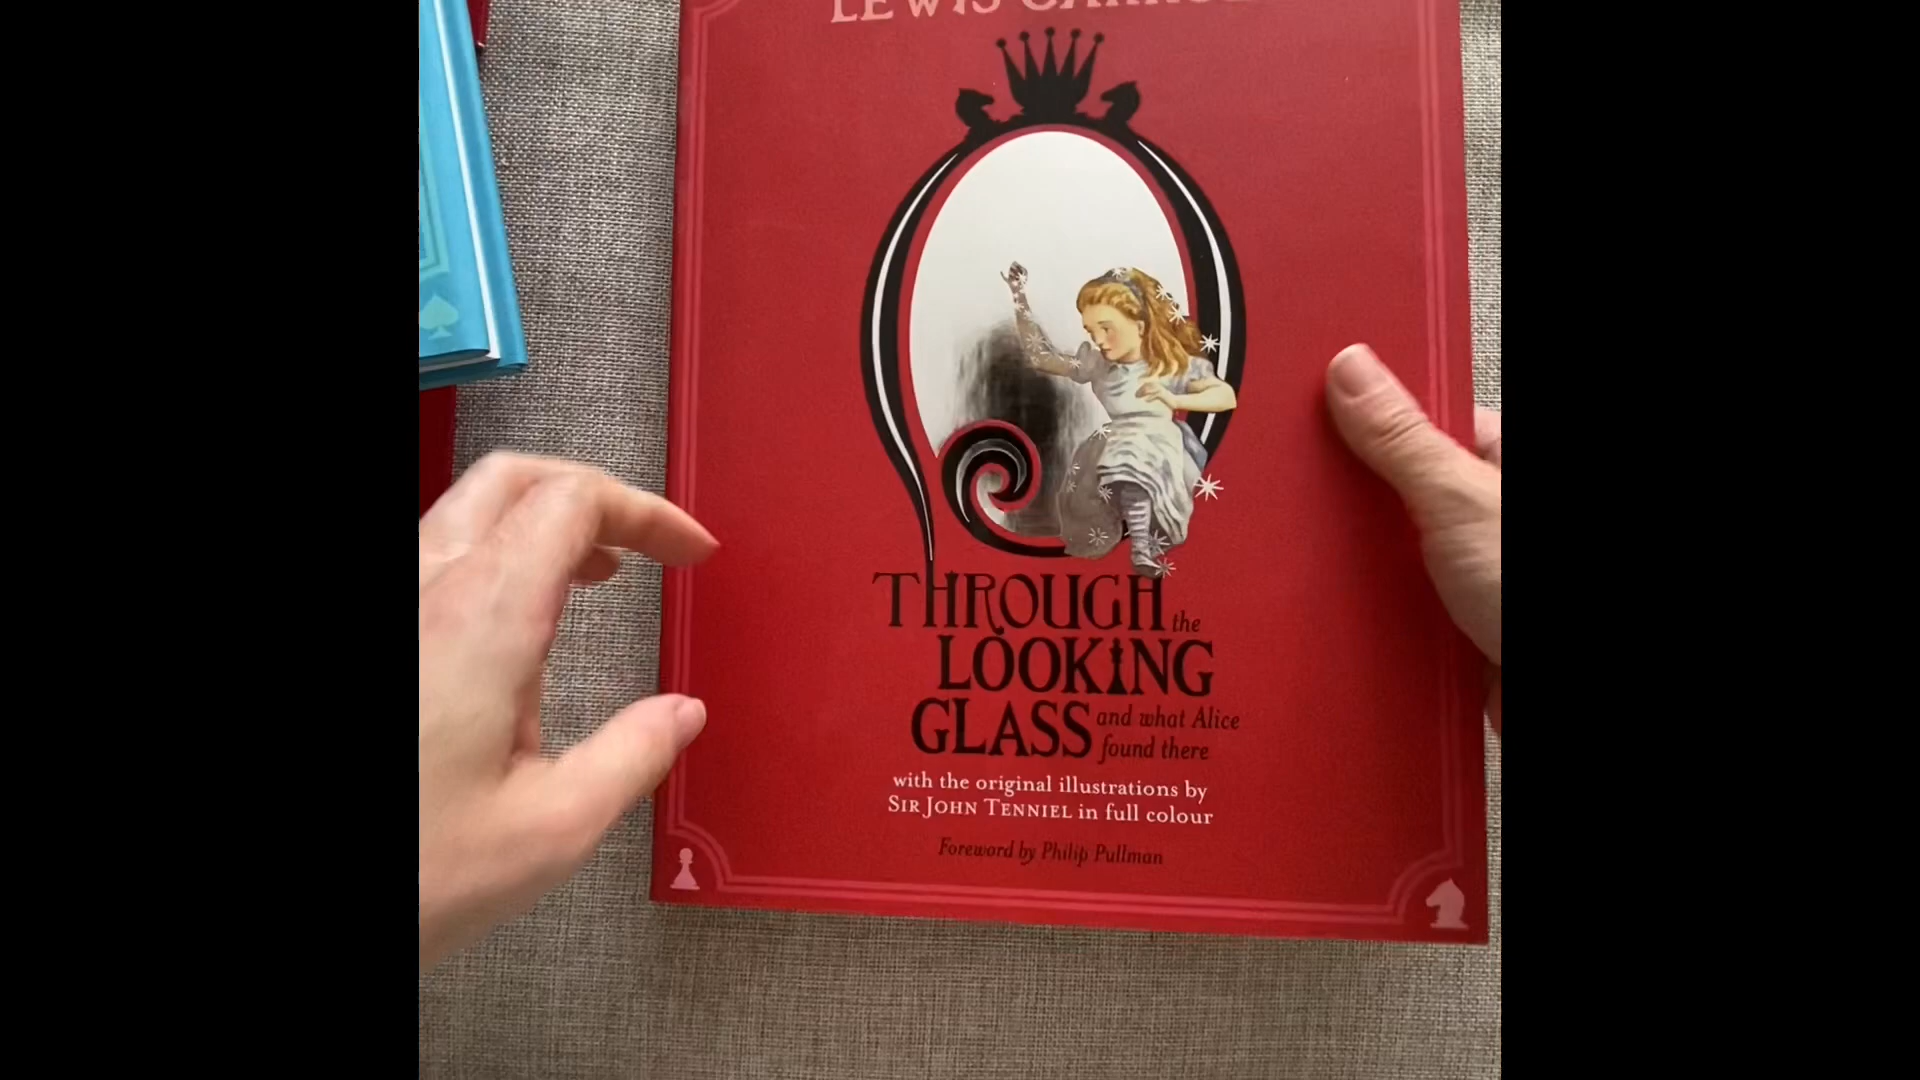 LEWIS
THROUGH the
LOOKING
GLASS and what Alice
found there
with the original illustrations by
SIR JOHN TENNIEL in full colour
Foreword by Philip Pullman